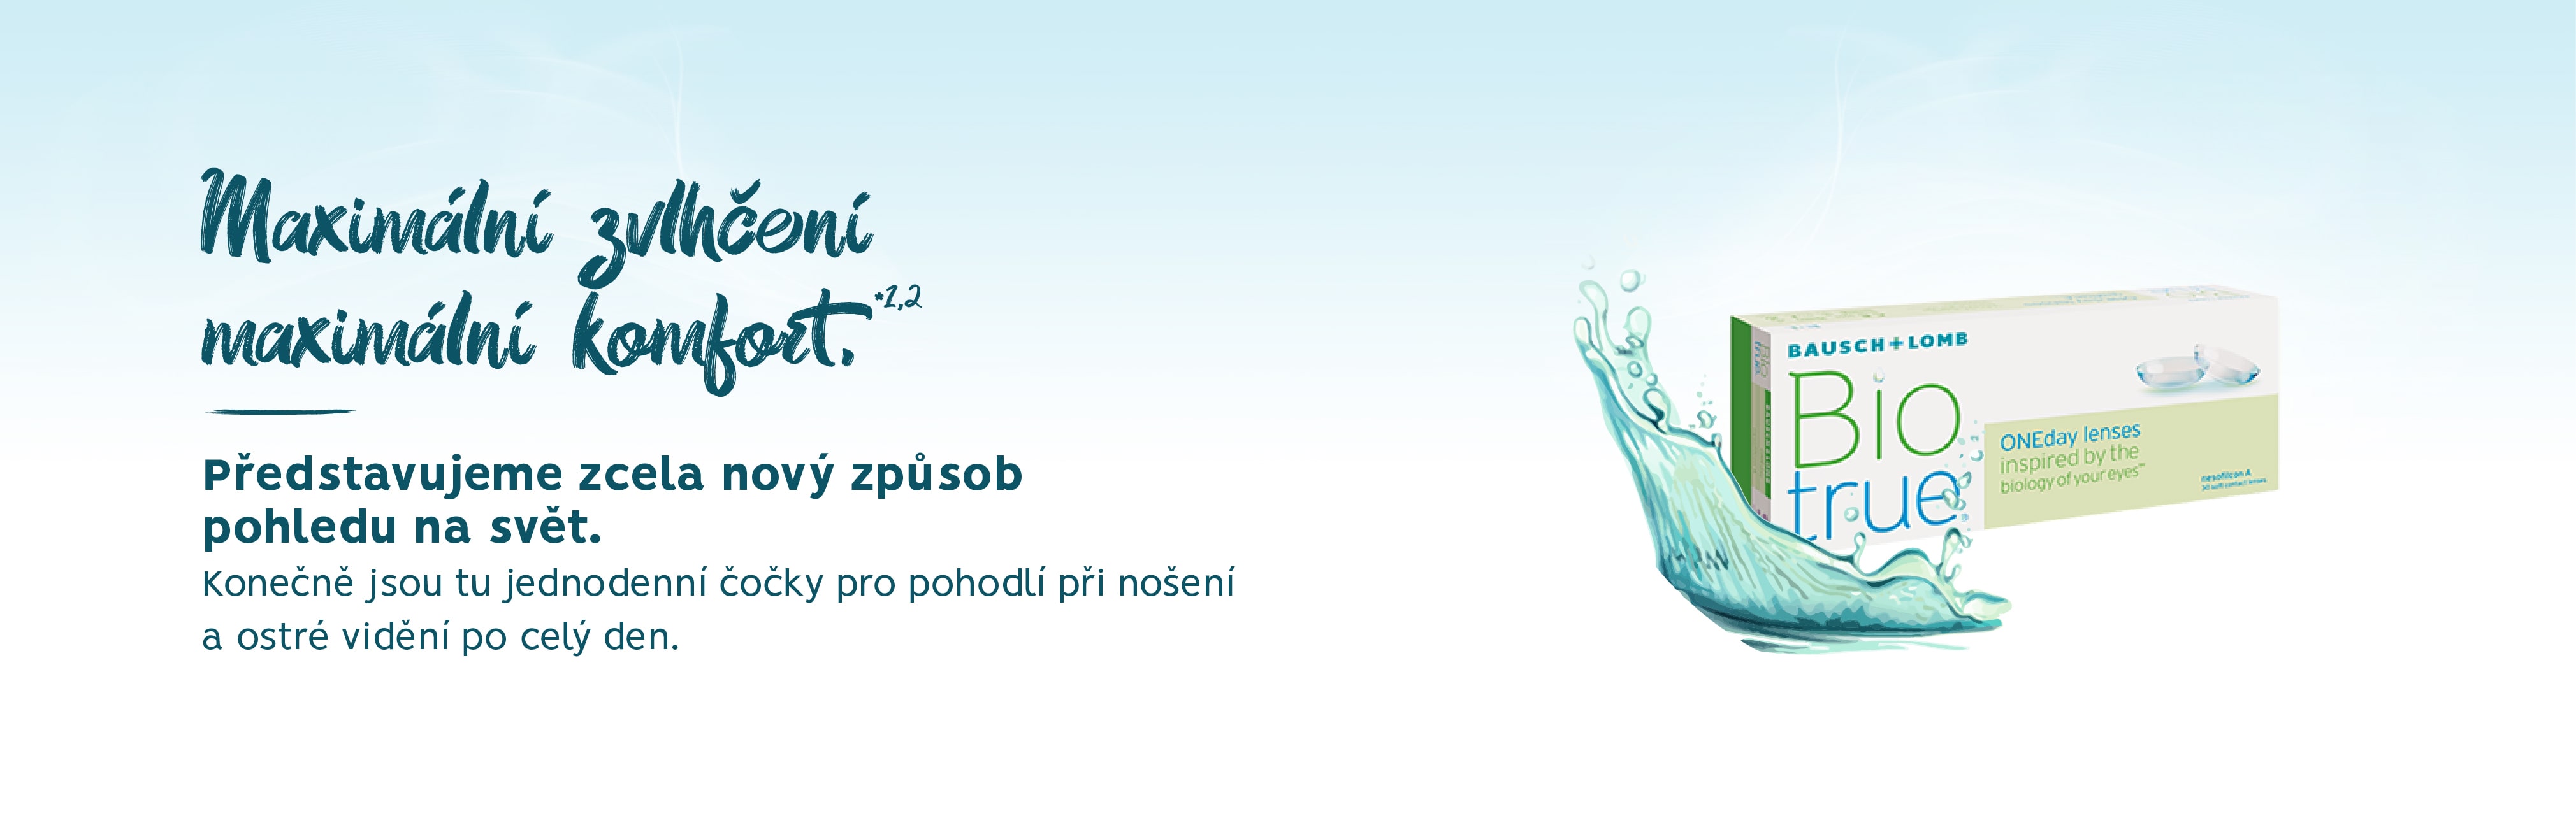 Maximální zvlhčení
maximální komfort.*1,2
Představujeme zcela nový způsob
pohledu na svět.
Konečně jsou tu jednodenní čočky pro pohodlí při nošení
a ostré vidění po celý den.
BAUSCH+LOMB
Bio
true®
ONEday lenses
inspired by the
biology of your eyes™
nesofilcon A
30 soft contact lenses